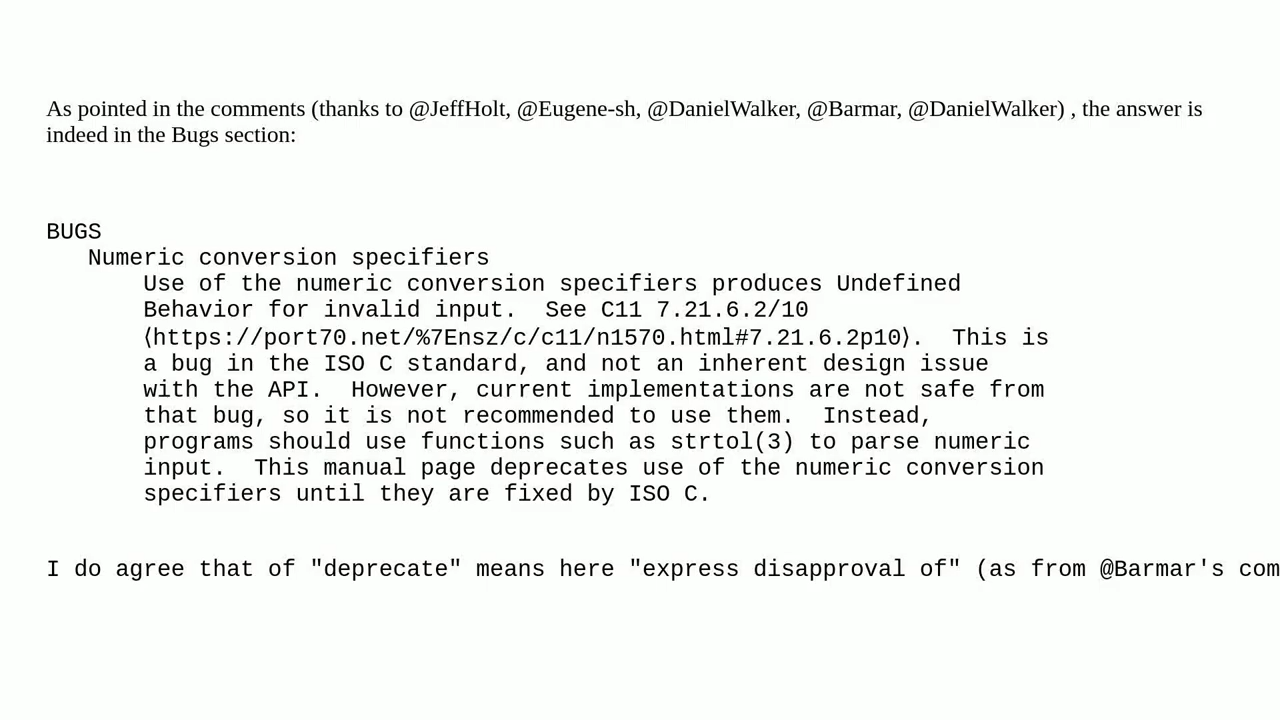 As pointed in the comments (thanks to @JeffHolt, @Eugene-sh, @DanielWalker, @Barmar, @DanielWalker) , the answer is
indeed in the Bugs section:
BUGS
Numeric conversion specifiers
Use of the numeric conversion specifiers produces Undefined
Behavior for invalid input.  See C11 7.21.6.2/10
⟨https://port70.net/%7Ensz/c/c11/n1570.html#7.21.6.2p10⟩.  This is
a bug in the ISO C standard, and not an inherent design issue
with the API.  However, current implementations are not safe from
that bug, so it is not recommended to use them.  Instead,
programs should use functions such as strtol(3) to parse numeric
input.  This manual page deprecates use of the numeric conversion
specifiers until they are fixed by ISO C.
I do agree that of "deprecate" means here "express disapproval of" (as from @Barmar's com